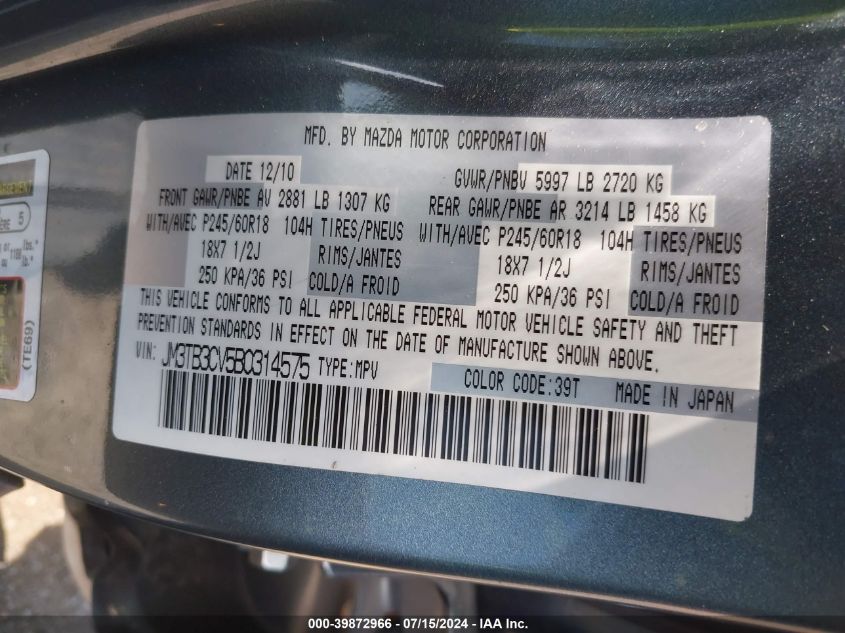 MFD. BY MAZDA MOTOR CORPORATION
DATE 12/10 GVWR/PNBV 5997 LB 2720 KG
FRONT GAWR/PNBE AV 2881 LB 1307 KG REAR GAWR/PNBE AR 3214 LB 1458 KG
WITH/AVEC P245/60R18 104H TIRES/PNEUS WITH/AVEC P245/60R18 104H TIRES/PNEUS
18X7 1/2J RIMS/JANTES 18X7 1/2J RIMS/JANTES
250 KPA/36 PSI COLD/A FROID 250 KPA/36 PSI COLD/A FROID
THIS VEHICLE CONFORMS TO ALL APPLICABLE FEDERAL MOTOR VEHICLE SAFETY AND THEFT
PREVENTION STANDARDS IN EFFECT ON THE DATE OF MANUFACTURE SHOWN ABOVE.
VIN: JM3TB3CV5B0314575 TYPE:MPV
COLOR CODE:39T MADE IN JAPAN
5
lbs.
(TE69)
000-39872966 - 07/15/2024 - IAA Inc.